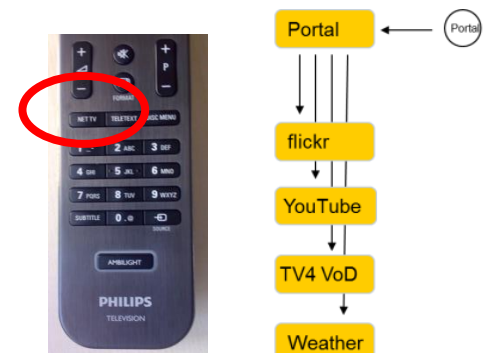 + +
P
− −
FORMAT
NET TV TELETEXT DISC MENU
2 ABC 3 DEF
4 GHI 5 JKL 6 MNO
7 PQRS 8 TUV 9 WXYZ
SUBTITLE 0 . @
SOURCE
AMBILIGHT
PHILIPS
TELEVISION
Portal
Portal
flickr
YouTube
TV4 VoD
Weather